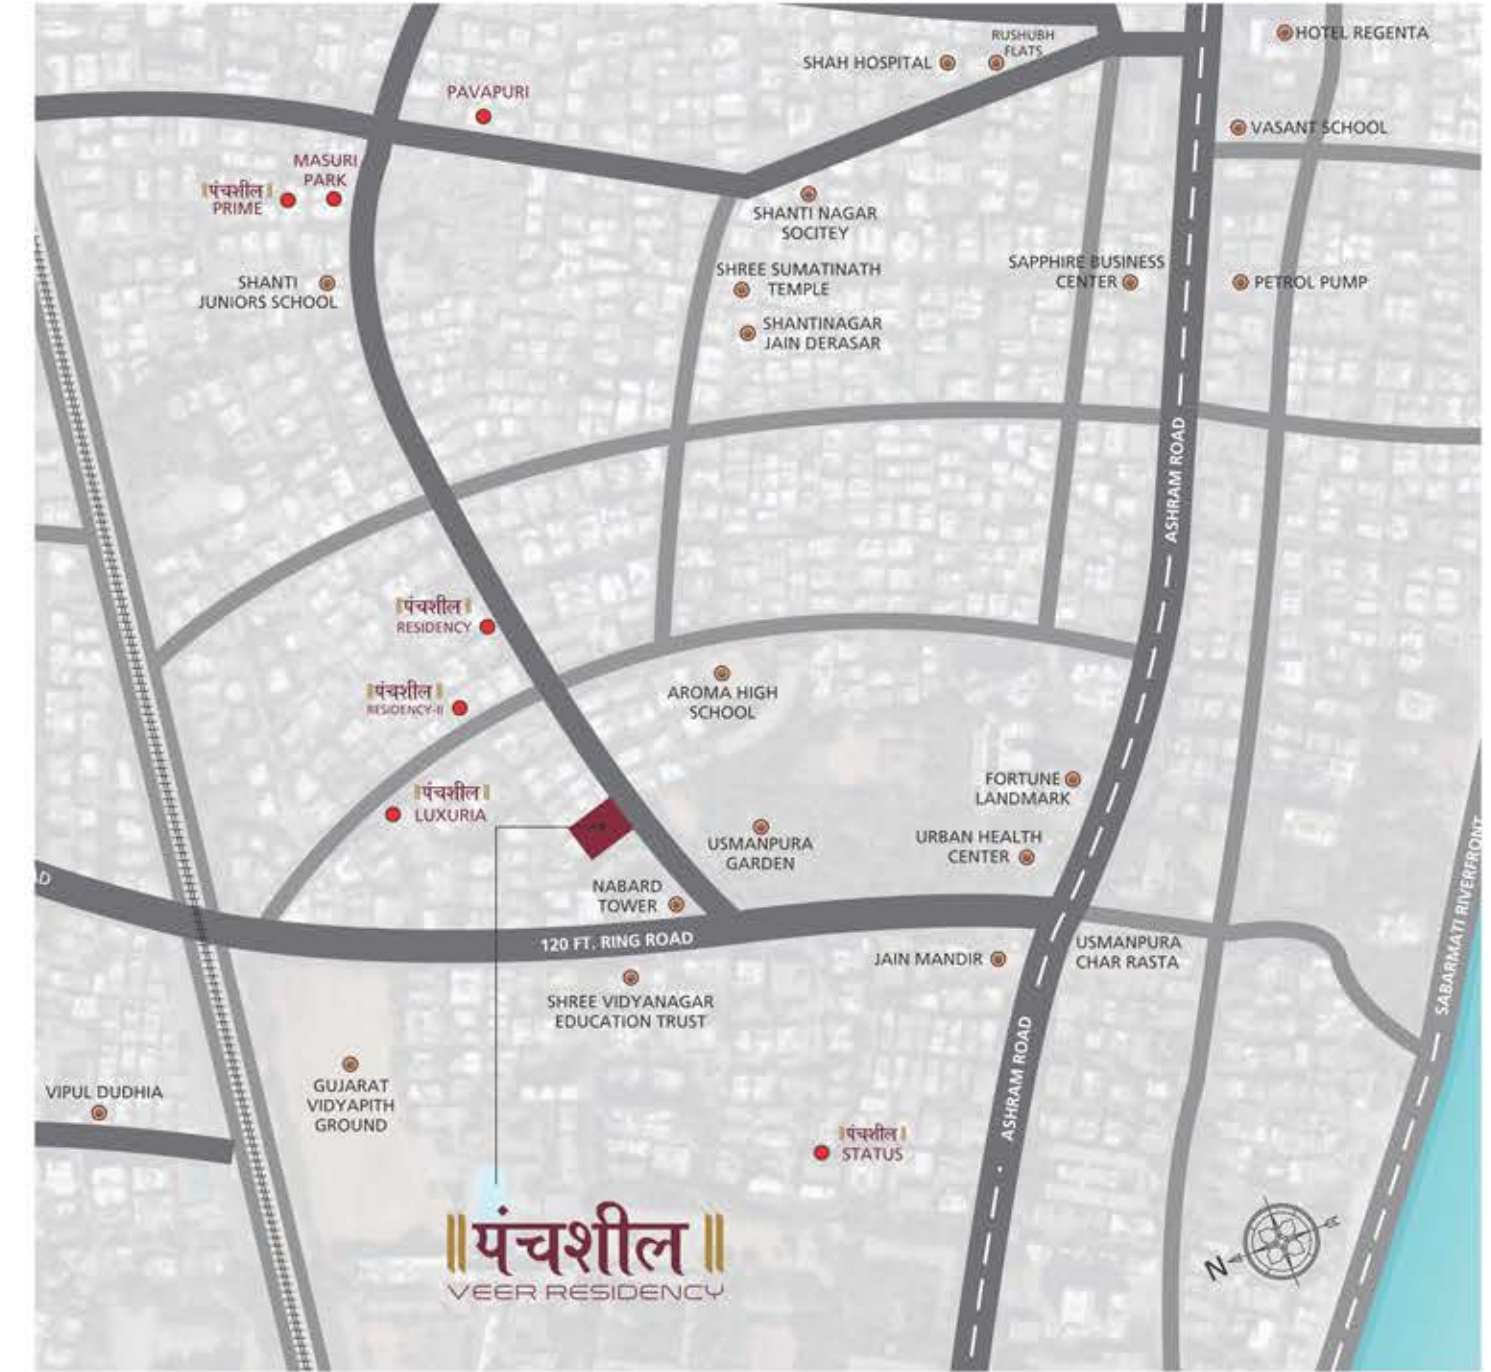 HOTEL REGENTA
RUSHUBH
FLATS
SHAH HOSPITAL
PAVAPURI
VASANT SCHOOL
MASURI
PARK
॥पंचशील॥
PRIME
SHANTI NAGAR
SOCITEY
SHREE SUMATINATH
TEMPLE
SAPPHIRE BUSINESS
CENTER
PETROL PUMP
SHANTI
JUNIORS SCHOOL
SHANTINAGAR
JAIN DERASAR
ASHRAM ROAD
॥पंचशील॥
RESIDENCY
॥पंचशील॥
RESIDENCY-II
AROMA HIGH
SCHOOL
॥पंचशील॥
LUXURIA
FORTUNE
LANDMARK
USMANPURA
GARDEN
URBAN HEALTH
CENTER
NABARD
TOWER
AD
120 FT. RING ROAD
JAIN MANDIR
USMANPURA
CHAR RASTA
SABARMATI RIVERFRONT
SHREE VIDYANAGAR
EDUCATION TRUST
ASHRAM ROAD
VIPUL DUDHIA
GUJARAT
VIDYAPITH
GROUND
॥पंचशील॥
STATUS
॥पंचशील॥
VEER RESIDENCY
N